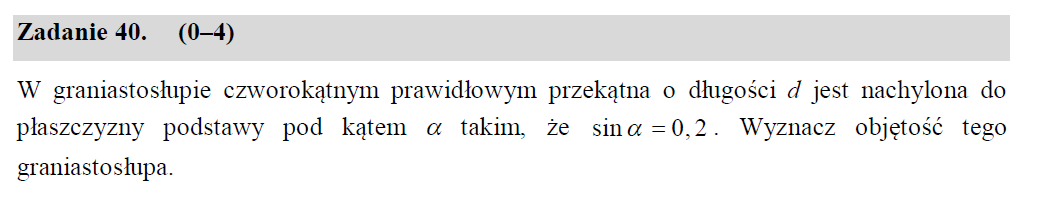 Zadanie 40. (0–4)
W graniastosłupie czworokątnym prawidłowym przekątna o długości d jest nachylona do
płaszczyzny podstawy pod kątem α takim, że sin α = 0,2 . Wyznacz objętość tego
graniastosłupa.